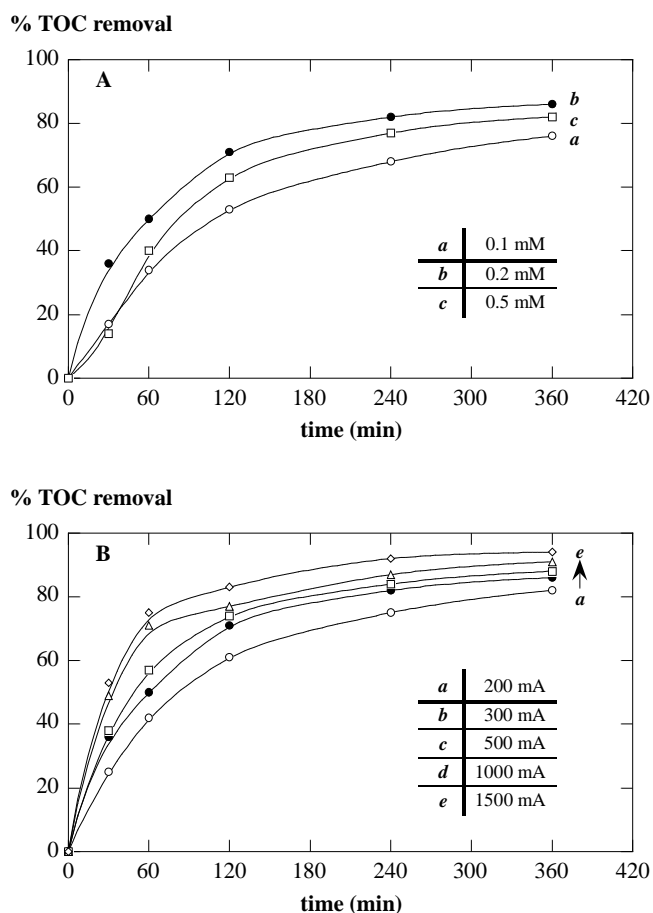 % TOC removal
100
A
80
60
40
20
0
b
c
a
a 0.1 mM
b 0.2 mM
c 0.5 mM
0 60 120 180 240 300 360 420
time (min)
% TOC removal
100
B
80
60
40
20
0
e
a
a 200 mA
b 300 mA
c 500 mA
d 1000 mA
e 1500 mA
0 60 120 180 240 300 360 420
time (min)